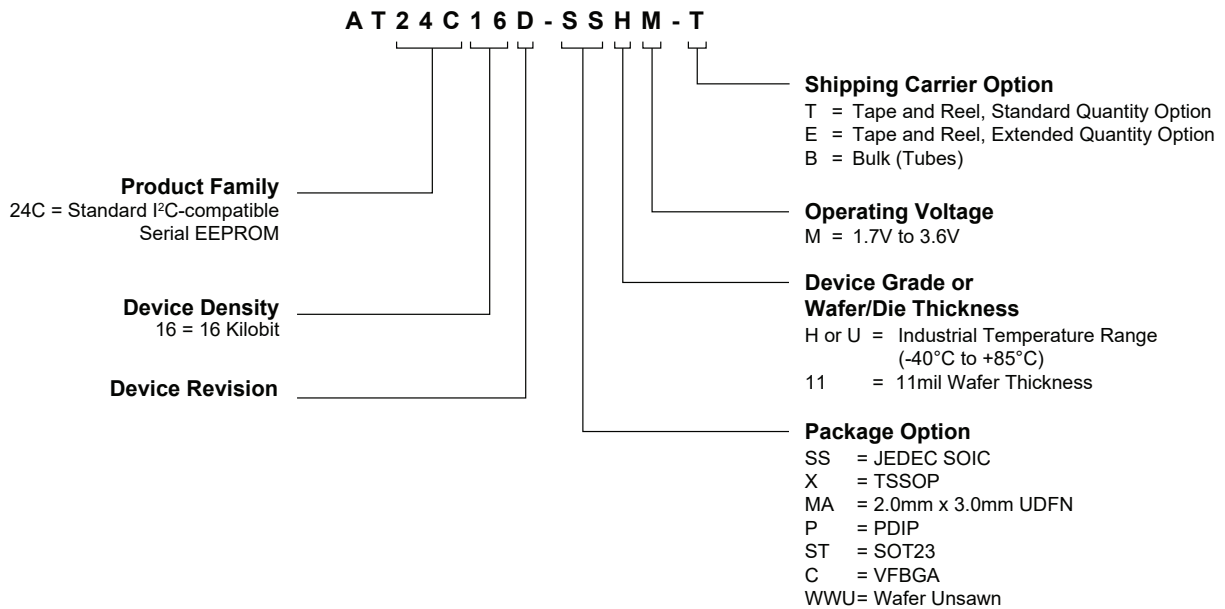 A T 2 4 C 1 6 D - S S H M - T
Product Family
24C = Standard I²C-compatible
Serial EEPROM
Device Density
16 = 16 Kilobit
Device Revision
Shipping Carrier Option
T = Tape and Reel, Standard Quantity Option
E = Tape and Reel, Extended Quantity Option
B = Bulk (Tubes)
Operating Voltage
M = 1.7V to 3.6V
Device Grade or
Wafer/Die Thickness
H or U = Industrial Temperature Range
(-40°C to +85°C)
11 = 11mil Wafer Thickness
Package Option
SS = JEDEC SOIC
X = TSSOP
MA = 2.0mm x 3.0mm UDFN
P = PDIP
ST = SOT23
C = VFBGA
WWU= Wafer Unsawn